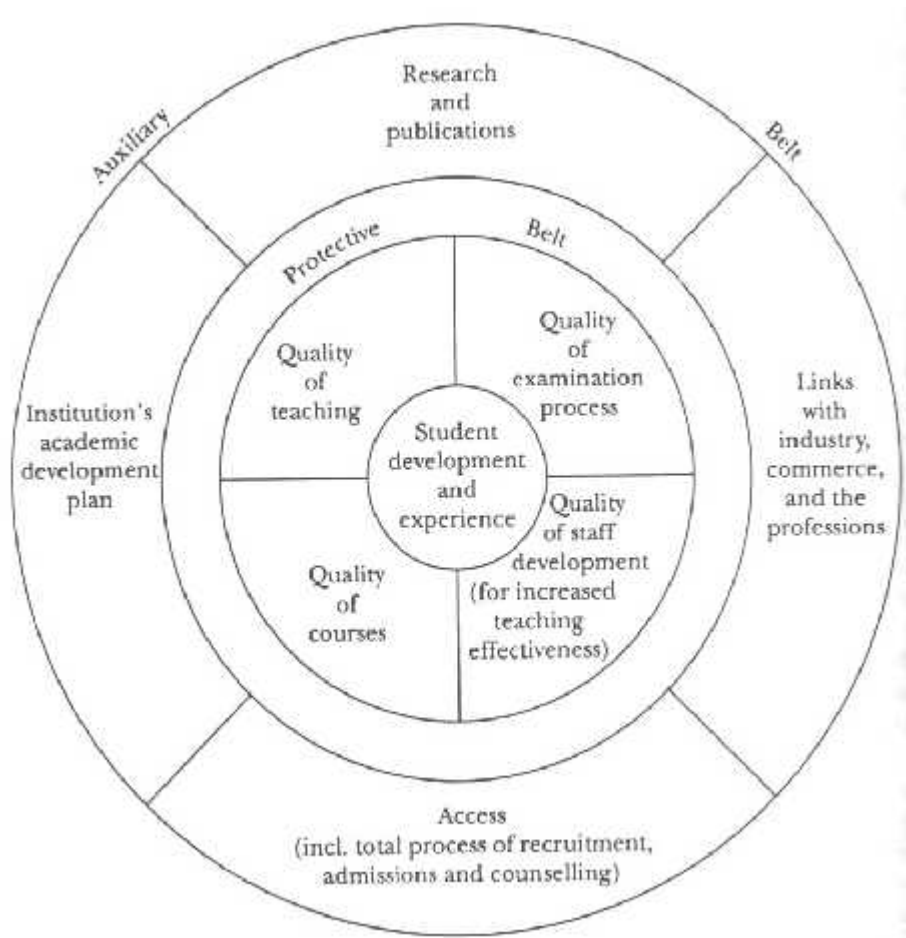 Research
and
publications
Auxiliary
Belt
Protective
Belt
Quality
of
teaching
Quality
of
examination
process
Institution's
academic
development
plan
Student
development
and
experience
Links
with
industry,
commerce,
and the
professions
Quality
of
courses
Quality
of staff
development
(for increased
teaching
effectiveness)
Access
(incl. total process of recruitment,
admissions and counselling)